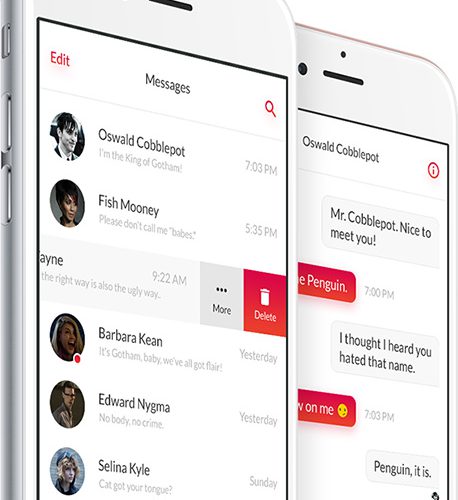 Edit
Messages
Oswald Cobblepot
I'm the King of Gotham!
7:03 PM
Fish Mooney
Please don't call me "babes."
5:35 PM
ayne
9:22 AM
the right way is also the ugly way..
More
Delete
Barbara Kean
It's Gotham, baby, we've all got flair!
Yesterday
Edward Nygma
No body, no crime.
Yesterday
Selina Kyle
Cat got your tongue?
Sunday
Oswald Cobblepot
Mr. Cobblepot. Nice to
meet you!
e Penguin.
7:00 PM
I thought I heard you
hated that name.
w on me
7:03 PM
Penguin, it is.